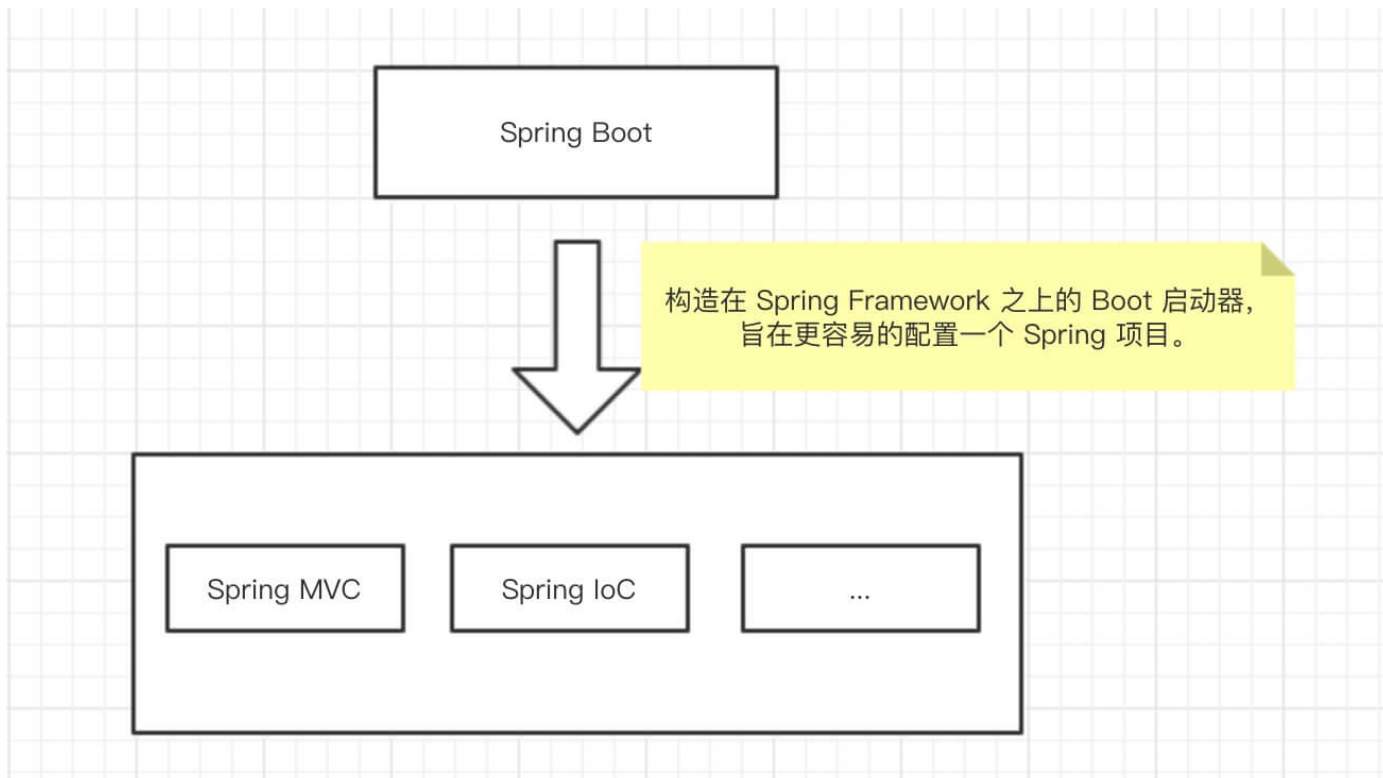 Spring Boot
构造在 Spring Framework 之上的 Boot 启动器，
旨在更容易的配置一个 Spring 项目。
Spring MVC
Spring IoC
...